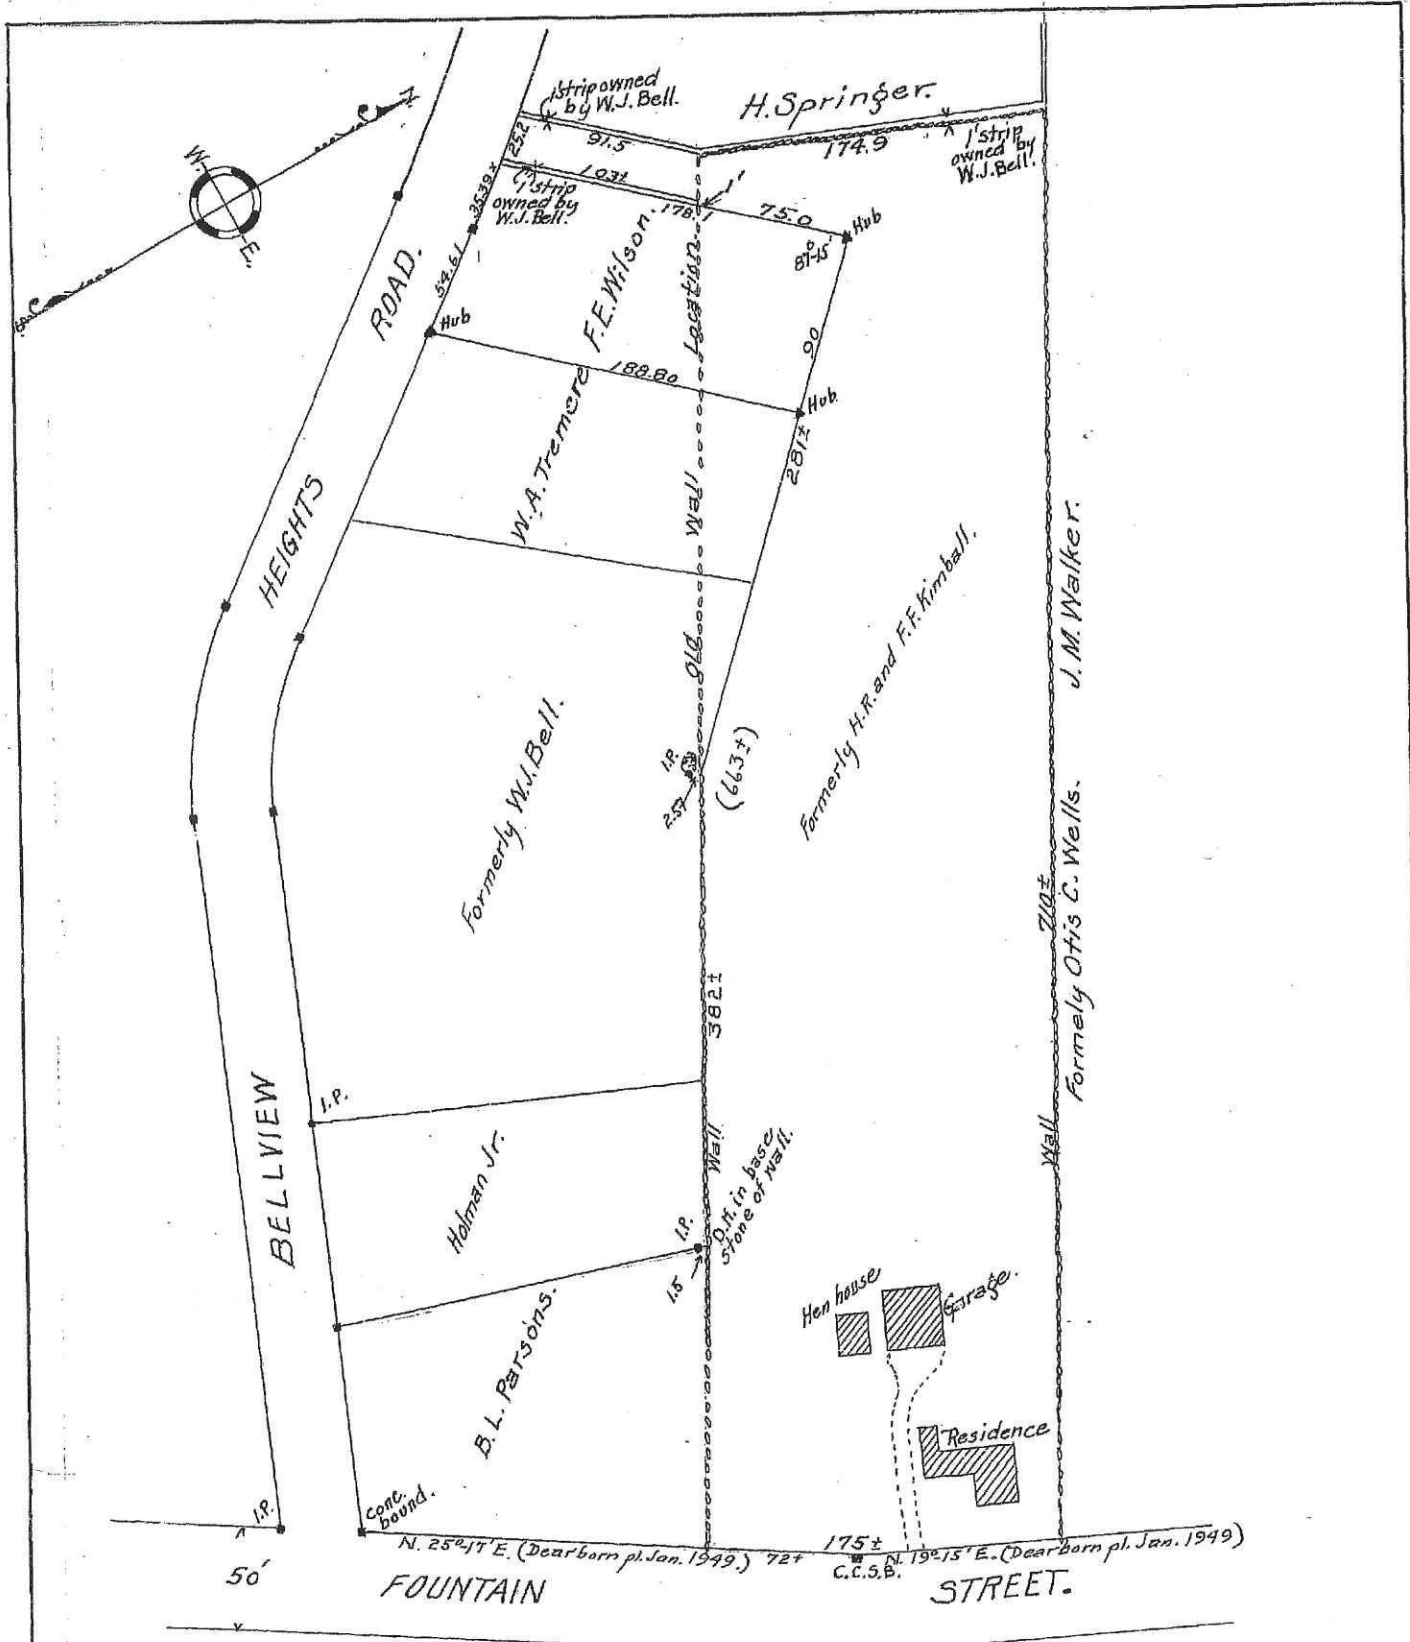 1' strip owned
by W.J. Bell.
H. Springer.
91.5
174.9
1' strip
owned by
W.J. Bell.
N.
W.
E.
S
25.2
35.39±
103±
1' strip
owned by
W.J. Bell.
178.1
1'
75.0
Hub
87°-15'
54.61
Hub
ROAD.
F.E. Wilson.
Location
90
188.80
Hub.
W.A. Tremere
281±
Wall
Old
HEIGHTS
J.M. Walker.
Formerly H.R. and F.F. Kimball.
Formerly W.J. Bell.
I.P.
2.57
(663±)
Formely Otis C. Wells.
710±
382±
BELLVIEW
I.P.
Wall
Wall
Holman Jr.
I.P.
D.H. in base
stone of wall.
1.5
Hen house
Garage.
B.L. Parsons.
Residence
I.P.
conc.
bound.
N. 25°-17' E. (Dearborn pl. Jan. 1949.)
72±
175±
C.C.S.B.
N. 19°-15' E. (Dearborn pl. Jan. 1949)
50'
FOUNTAIN
STREET.